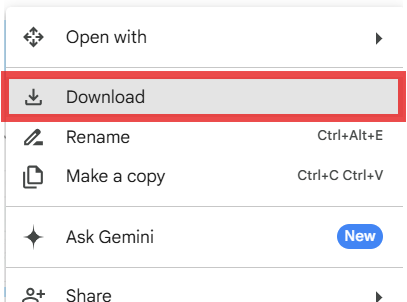 Open with
Download
Rename Ctrl+Alt+E
Make a copy Ctrl+C Ctrl+V
Ask Gemini New
Share